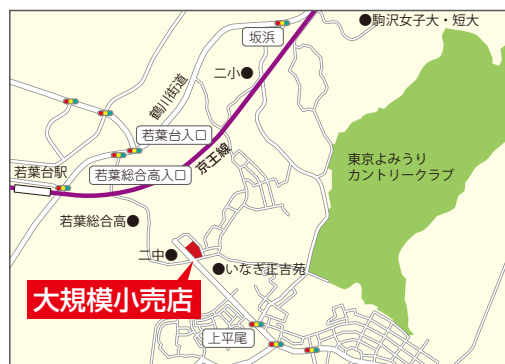 駒沢女子大・短大
坂浜
二小
鶴川街道
若葉台入口
京王線
東京よみうり
カントリークラブ
若葉台駅
若葉総合高入口
若葉総合高
二中
いなぎ正吉苑
大規模小売店
上平尾